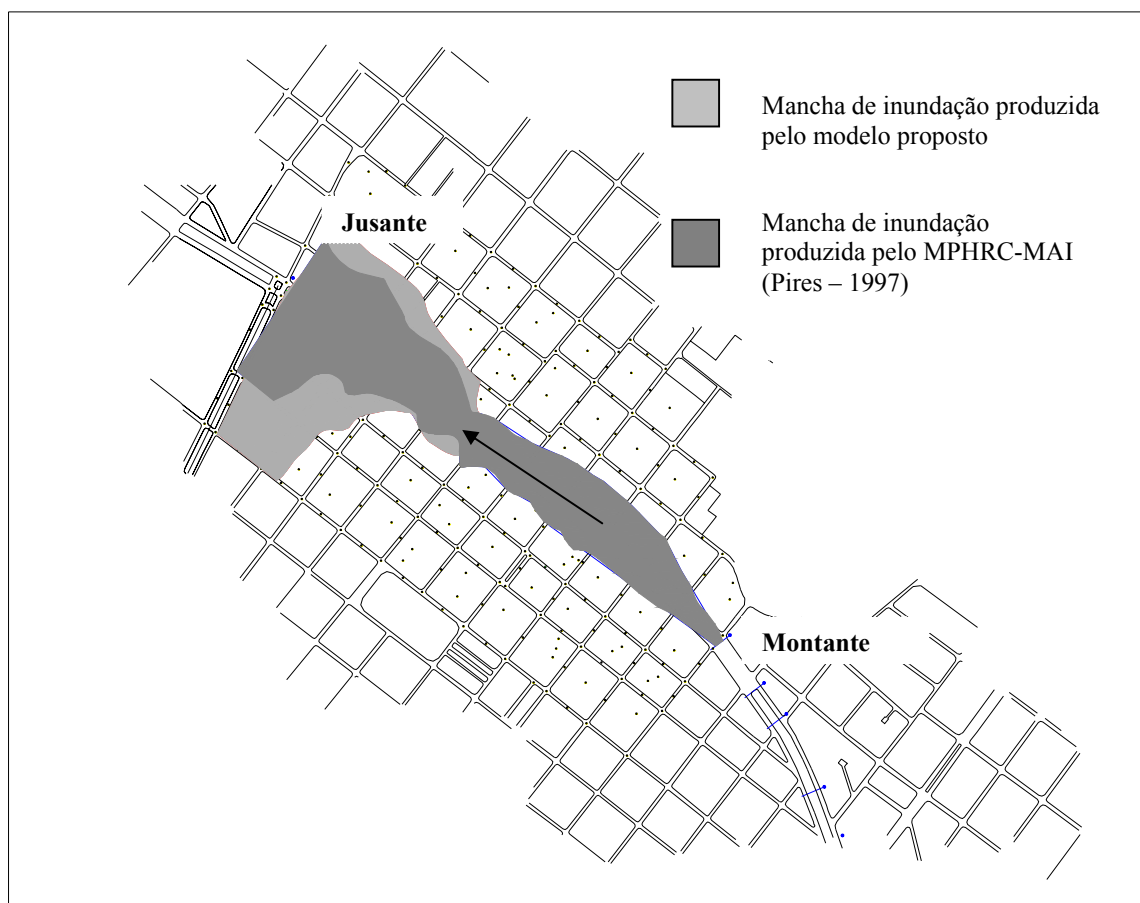 Mancha de inundação produzida
pelo modelo proposto
Jusante
Mancha de inundação
produzida pelo MPHRC-MAI
(Pires – 1997)
Montante